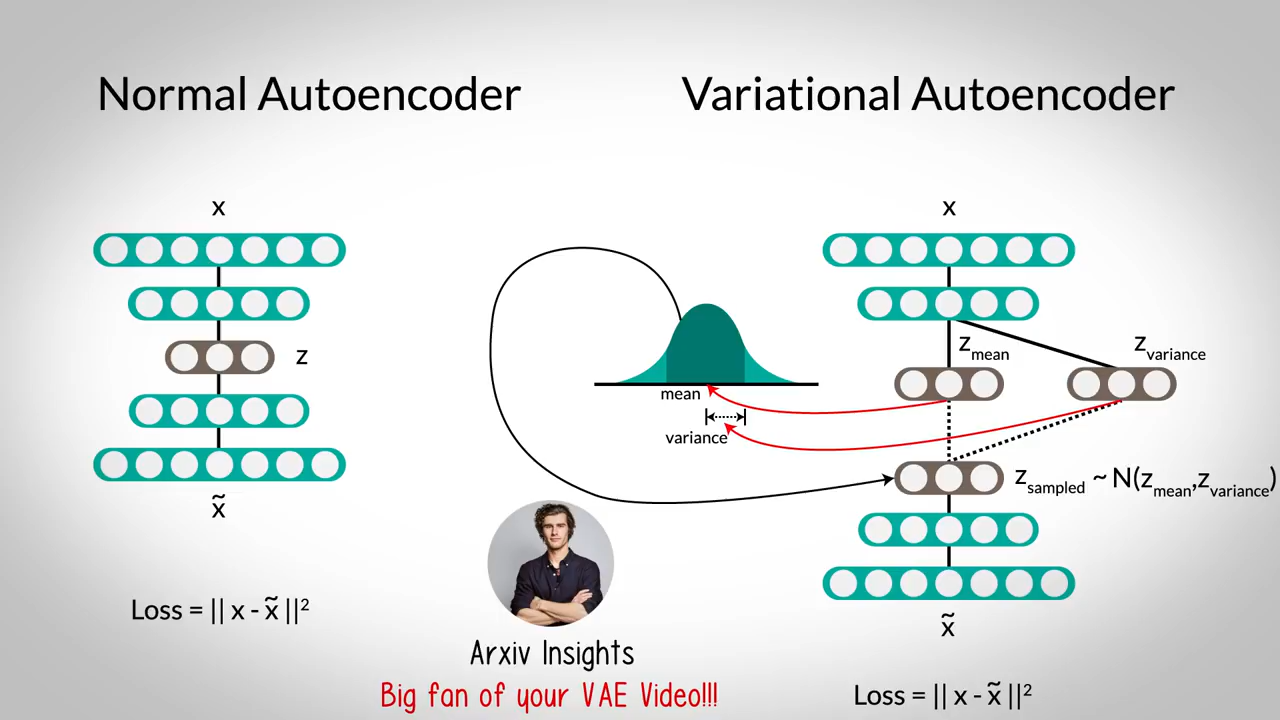 Normal Autoencoder
Variational Autoencoder
x
z
x̃
Loss = || x - x̃ ||²
mean
variance
x
z_mean
z_variance
z_sampled ~ N(z_mean,z_variance)
x̃
Loss = || x - x̃ ||²
Arxiv Insights
Big fan of your VAE Video!!!